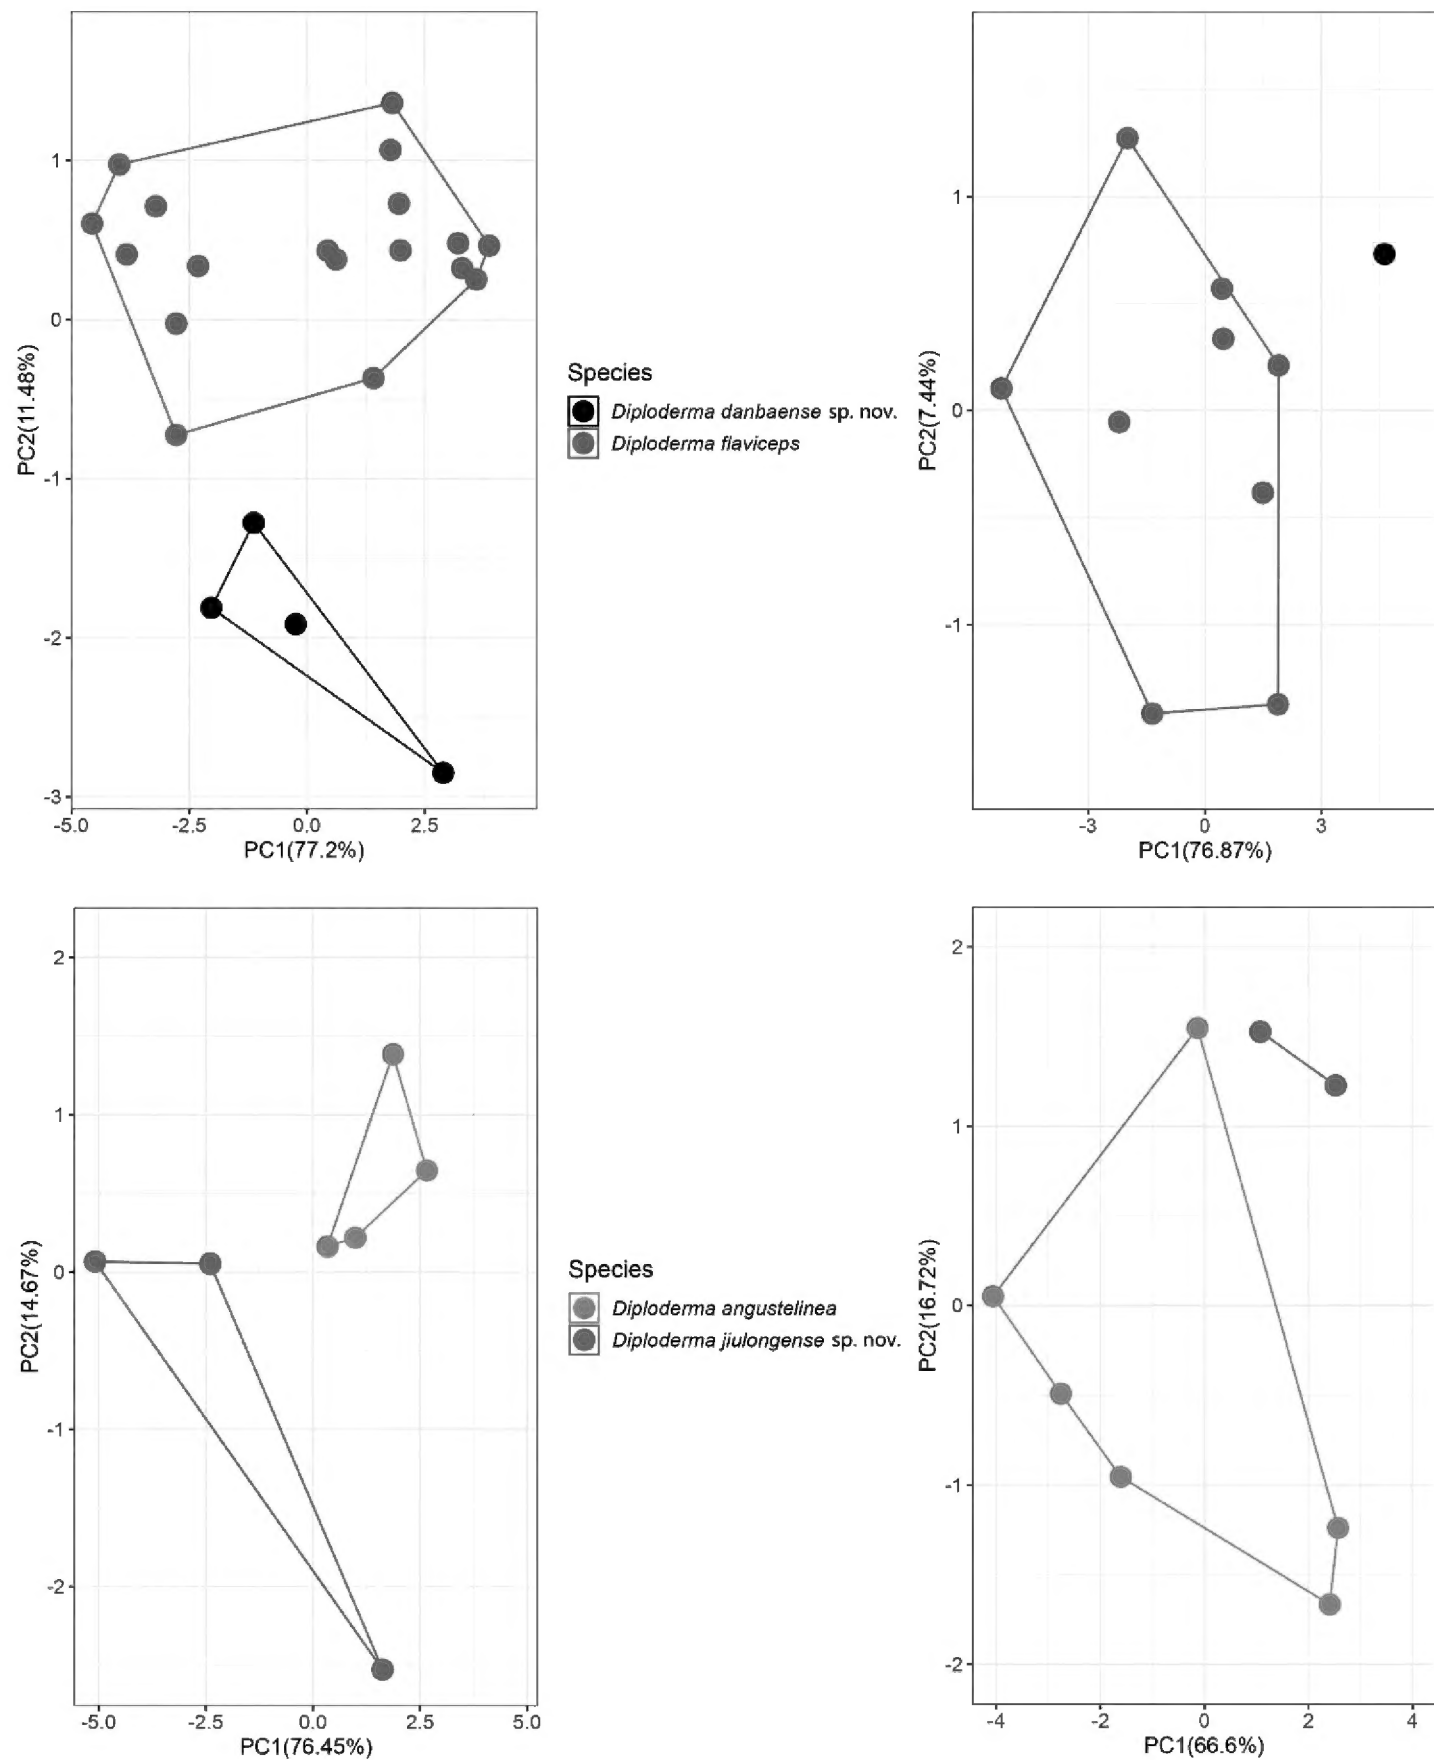 1
0
-1
-2
-3
PC2(11.48%)
-5.0 -2.5 0.0 2.5
PC1(77.2%)
Species
Diploderma danbaense sp. nov.
Diploderma flaviceps
1
0
-1
PC2(7.44%)
-3 0 3
PC1(76.87%)
2
1
0
-1
-2
PC2(14.67%)
-5.0 -2.5 0.0 2.5 5.0
PC1(76.45%)
Species
Diploderma angustelinea
Diploderma jiulongense sp. nov.
2
1
0
-1
-2
PC2(16.72%)
-4 -2 0 2 4
PC1(66.6%)